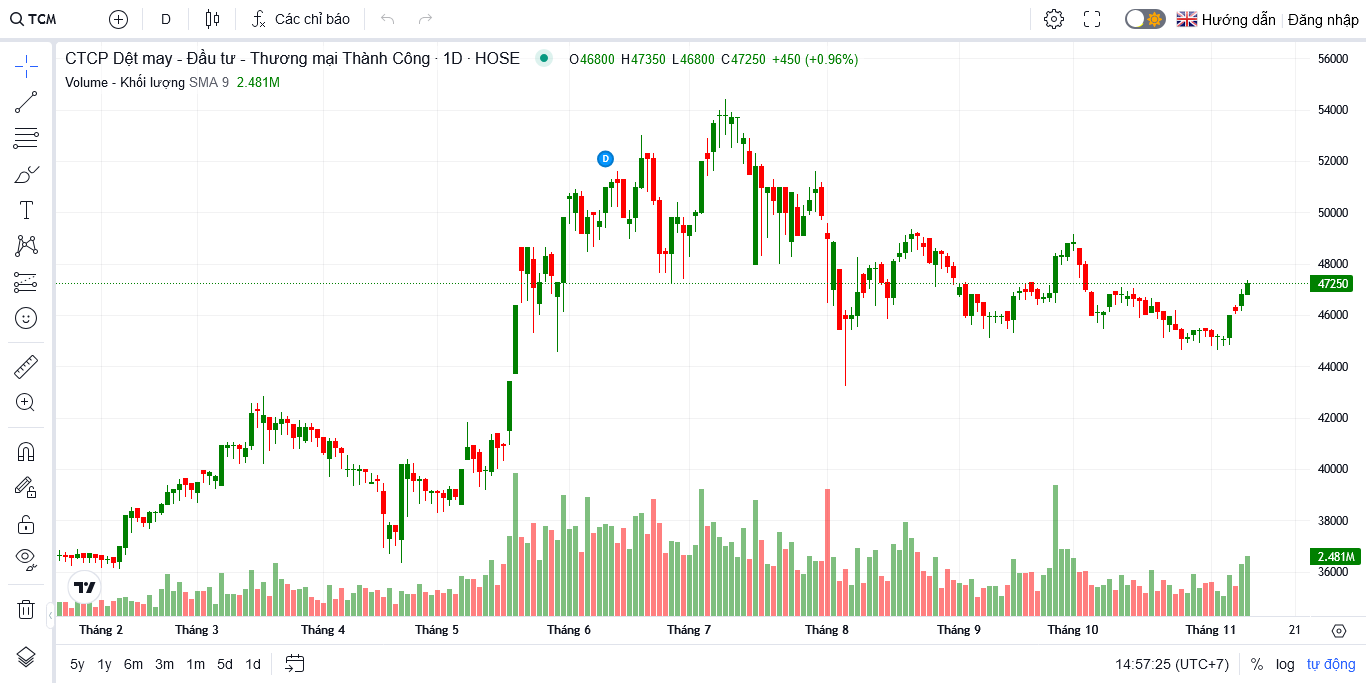 TCM D Các chỉ báo Hướng dẫn Đăng nhập
CTCP Dệt may - Đầu tư - Thương mại Thành Công · 1D · HOSE O46800 H47350 L46800 C47250 +450 (+0.96%)
Volume - Khối lượng SMA 9 2.481M
D
56000
54000
52000
50000
48000
47250
46000
44000
42000
40000
38000
2.481M
36000
Tháng 2 Tháng 3 Tháng 4 Tháng 5 Tháng 6 Tháng 7 Tháng 8 Tháng 9 Tháng 10 Tháng 11 21
5y 1y 6m 3m 1m 5d 1d 14:57:25 (UTC+7) % log tự động